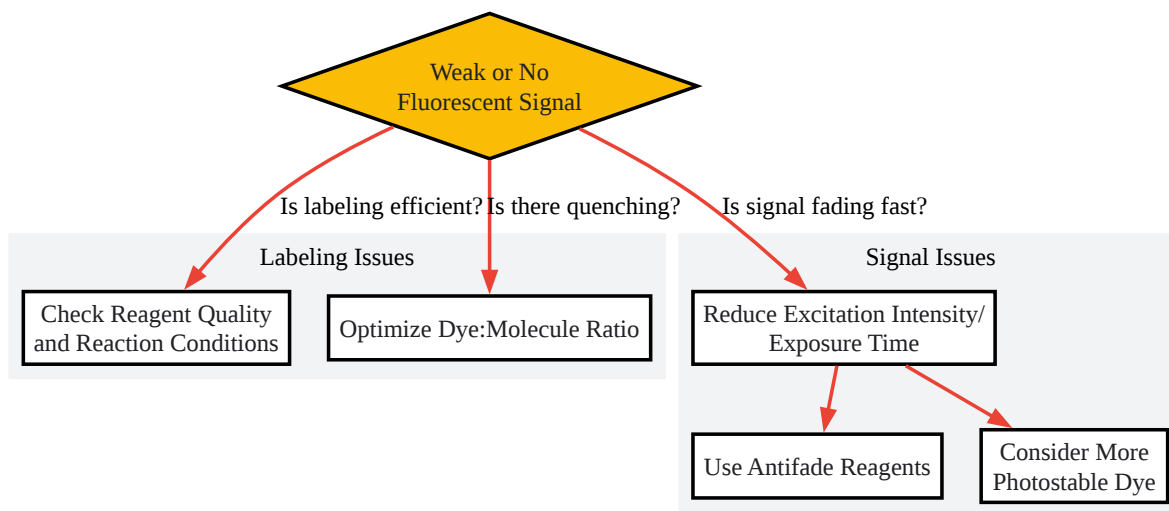 Weak or No
Fluorescent Signal
Is labeling efficient?
Is there quenching?
Is signal fading fast?
Labeling Issues
Signal Issues
Check Reagent Quality
and Reaction Conditions
Optimize Dye:Molecule Ratio
Reduce Excitation Intensity/
Exposure Time
Use Antifade Reagents
Consider More
Photostable Dye